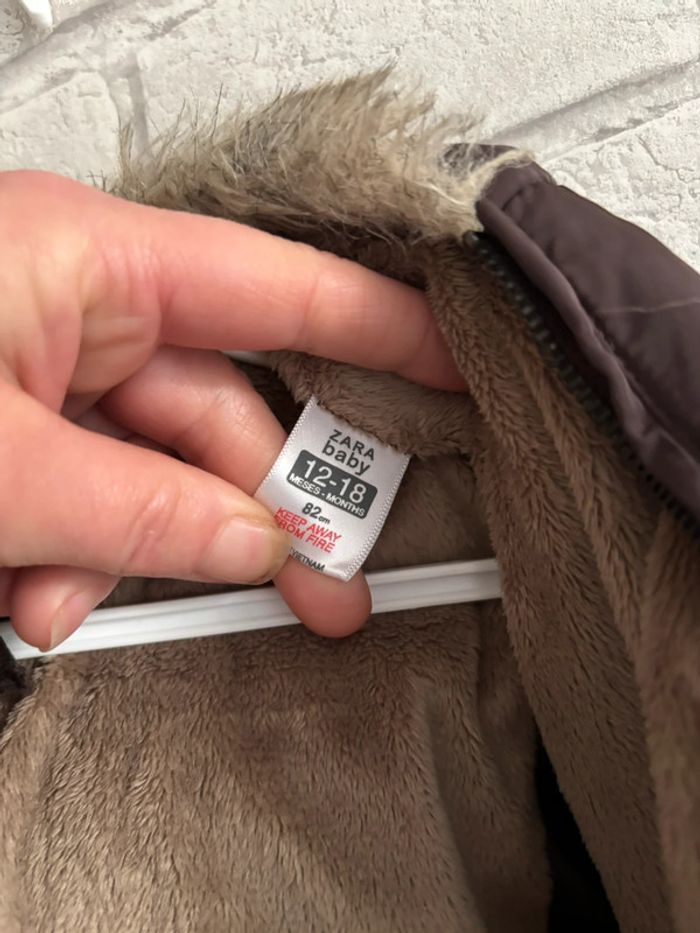 ZARA
baby
12-18
MESES - MONTHS
82cm
KEEP AWAY
FROM FIRE
VIETNAM